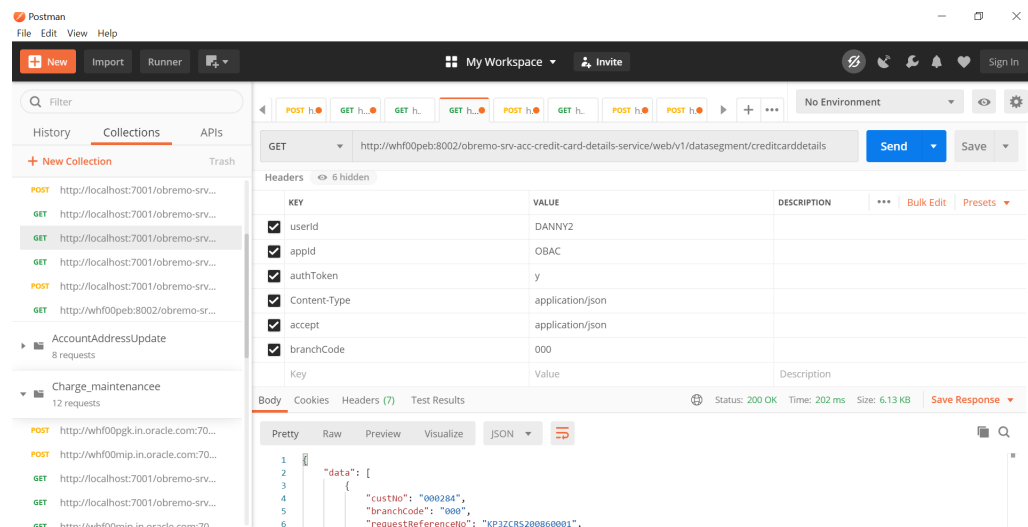 Postman
File Edit View Help
New Import Runner My Workspace Invite Sign In
Filter
History Collections APIs
+ New Collection Trash
POST http://localhost:7001/obremo-srv...
GET http://localhost:7001/obremo-srv...
GET http://localhost:7001/obremo-srv...
GET http://localhost:7001/obremo-srv...
POST http://localhost:7001/obremo-srv...
GET http://whf00peb:8002/obremo-sr...
AccountAddressUpdate
8 requests
Charge_maintenancee
12 requests
POST http://whf00pgk.in.oracle.com:70...
POST http://whf00mip.in.oracle.com:70...
GET http://localhost:7001/obremo-srv...
GET http://localhost:7001/obremo-srv...
GET http://whf00mip.in.oracle.com:70...
POST h. GET h... GET h.. GET h... POST h. GET h.. POST h. POST h. + ••• No Environment
GET http://whf00peb:8002/obremo-srv-acc-credit-card-details-service/web/v1/datasegment/creditcarddetails Send Save
Headers 6 hidden
KEY VALUE DESCRIPTION ••• Bulk Edit Presets
userId DANNY2
appId OBAC
authToken y
Content-Type application/json
accept application/json
branchCode 000
Key Value Description
Body Cookies Headers (7) Test Results Status: 200 OK Time: 202 ms Size: 6.13 KB Save Response
Pretty Raw Preview Visualize JSON
1 {
2 "data": [
3 {
4 "custNo": "000284",
5 "branchCode": "000",
6 "requestReferenceNo": "KP3ZCRS200860001",